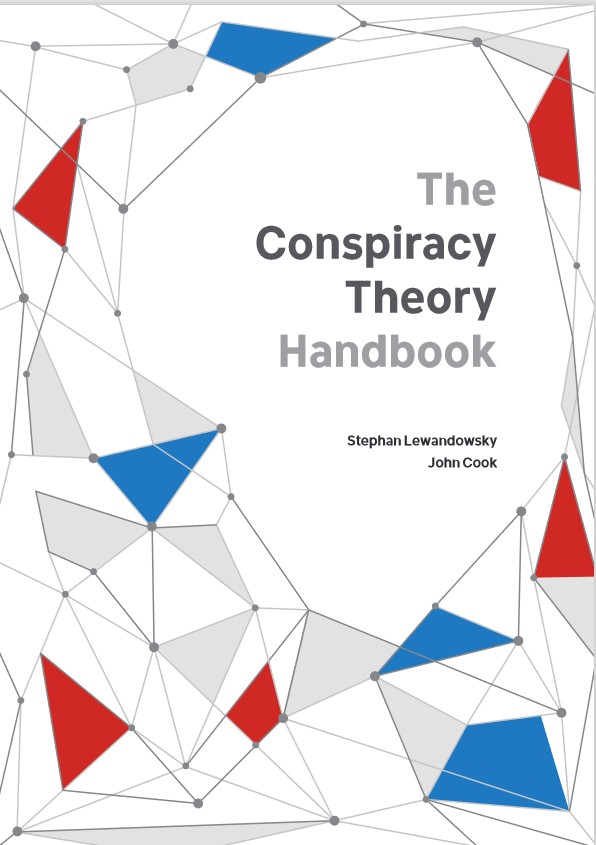 The
Conspiracy
Theory
Handbook
Stephan Lewandowsky
John Cook